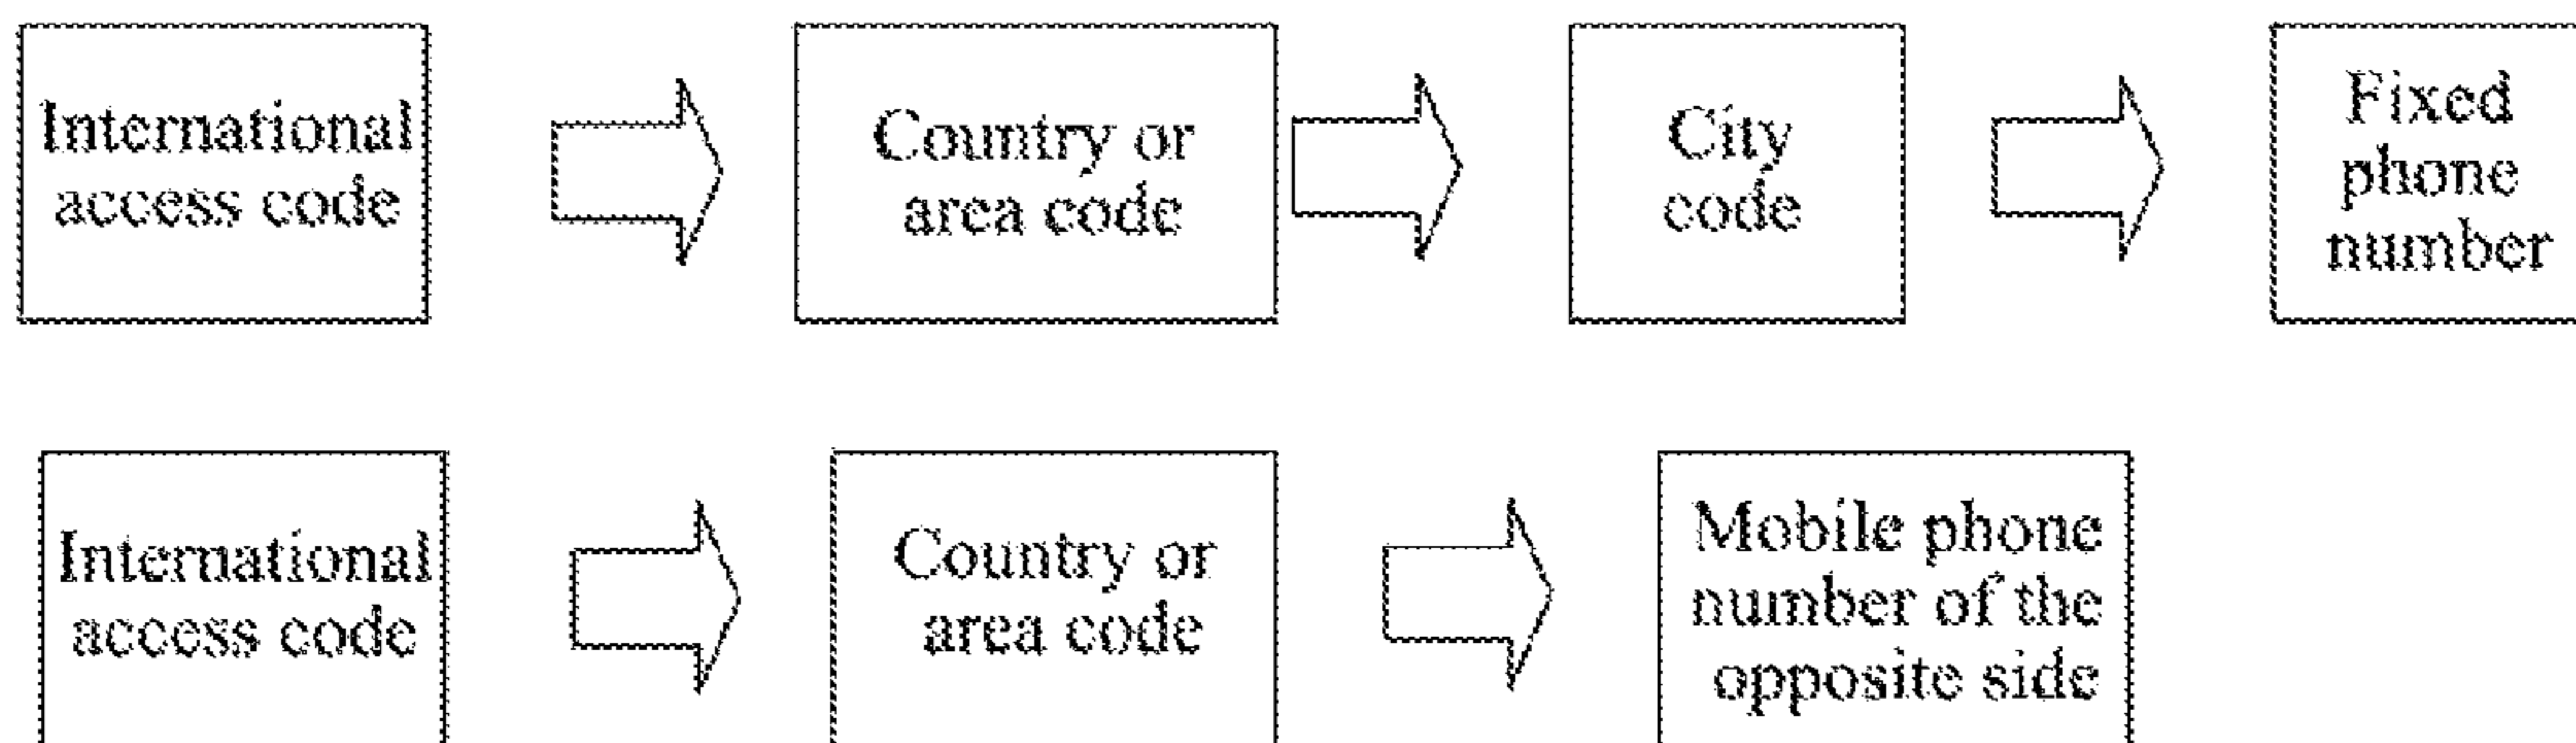 International
access code
Country or
area code
City
code
Fixed
phone
number
International
access code
Country or
area code
Mobile phone
number of the
opposite side